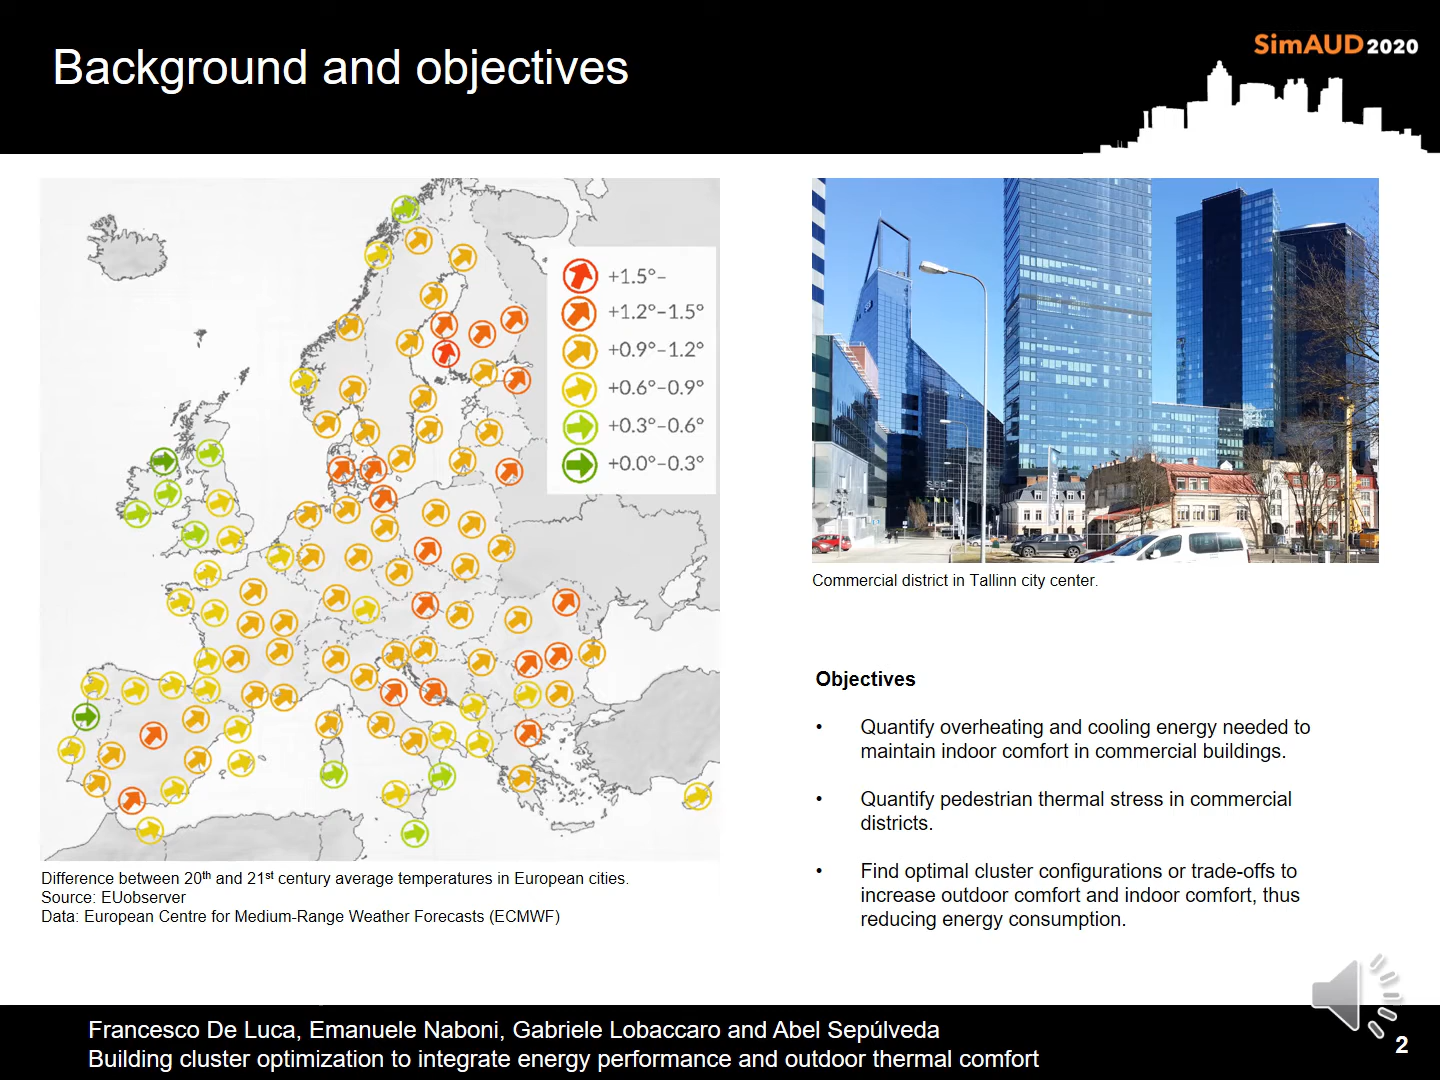 Background and objectives
SimAUD 2020
+1.5°–
+1.2°–1.5°
+0.9°–1.2°
+0.6°–0.9°
+0.3°–0.6°
+0.0°–0.3°
Difference between 20th and 21st century average temperatures in European cities.
Source: EUobserver
Data: European Centre for Medium-Range Weather Forecasts (ECMWF)
Commercial district in Tallinn city center.
Objectives
• Quantify overheating and cooling energy needed to
maintain indoor comfort in commercial buildings.
• Quantify pedestrian thermal stress in commercial
districts.
• Find optimal cluster configurations or trade-offs to
increase outdoor comfort and indoor comfort, thus
reducing energy consumption.
Francesco De Luca, Emanuele Naboni, Gabriele Lobaccaro and Abel Sepúlveda
Building cluster optimization to integrate energy performance and outdoor thermal comfort
2